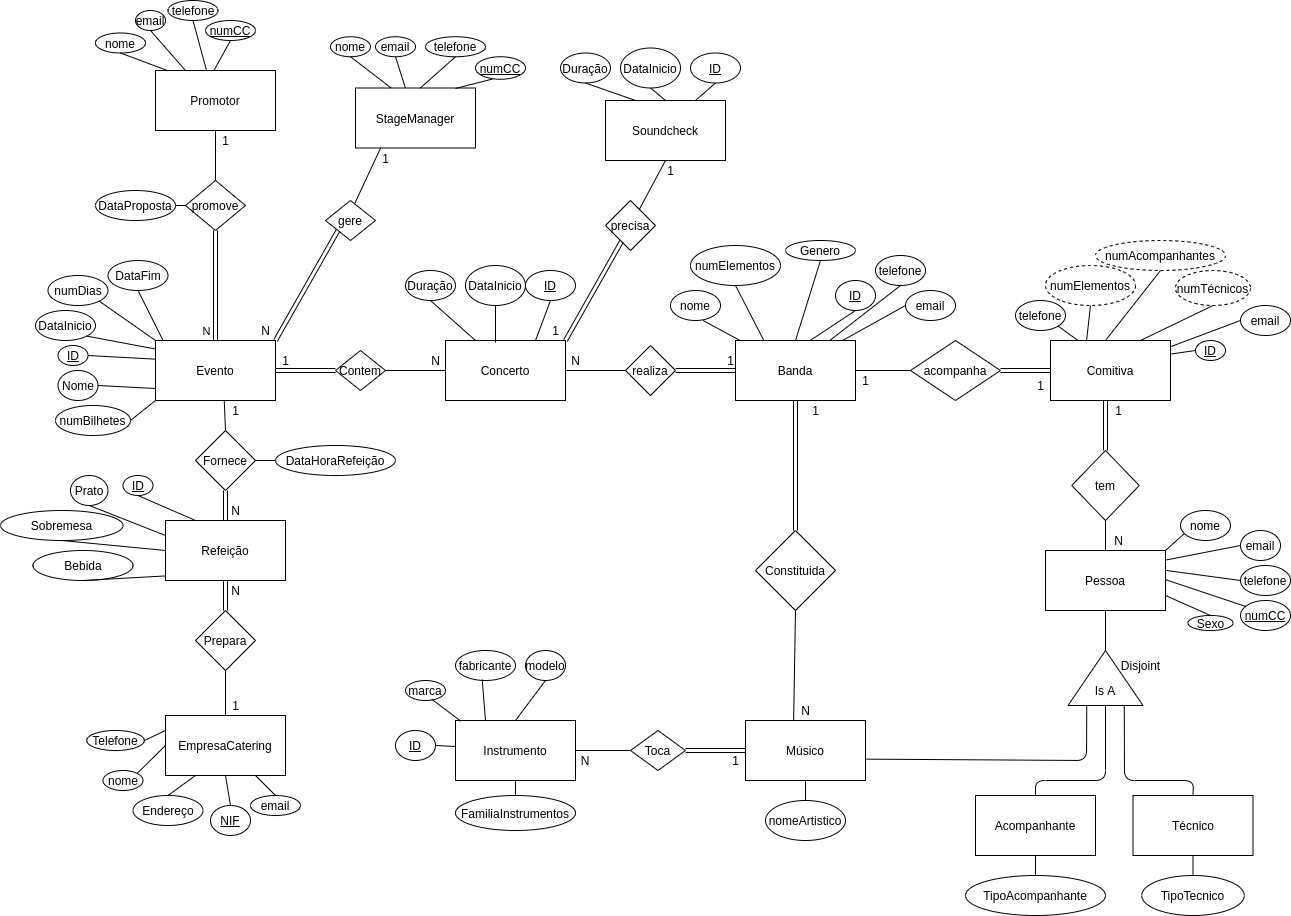 telefone
email
numCC
nome
Promotor
1
DataProposta
promove
N
nome
email
telefone
numCC
StageManager
1
gere
N
Duração
DataInicio
ID
Soundcheck
1
precisa
1
DataFim
numDias
DataInicio
ID
Nome
numBilhetes
Evento
1
Contem
N
Duração
DataInicio
ID
Concerto
N
realiza
1
numElementos
Genero
telefone
nome
ID
email
Banda
1
acompanha
1
numAcompanhantes
numElementos
numTécnicos
telefone
email
ID
Comitiva
1
Fornece
DataHoraRefeição
N
Prato
ID
Sobremesa
Bebida
Refeição
N
Prepara
1
Telefone
nome
Endereço
NIF
email
EmpresaCatering
1
Constituida
N
1
tem
N
nome
email
telefone
numCC
Sexo
Pessoa
Disjoint
Is A
marca
fabricante
modelo
ID
Instrumento
FamiliaInstrumentos
N
Toca
1
Músico
nomeArtistico
Acompanhante
TipoAcompanhante
Técnico
TipoTecnico